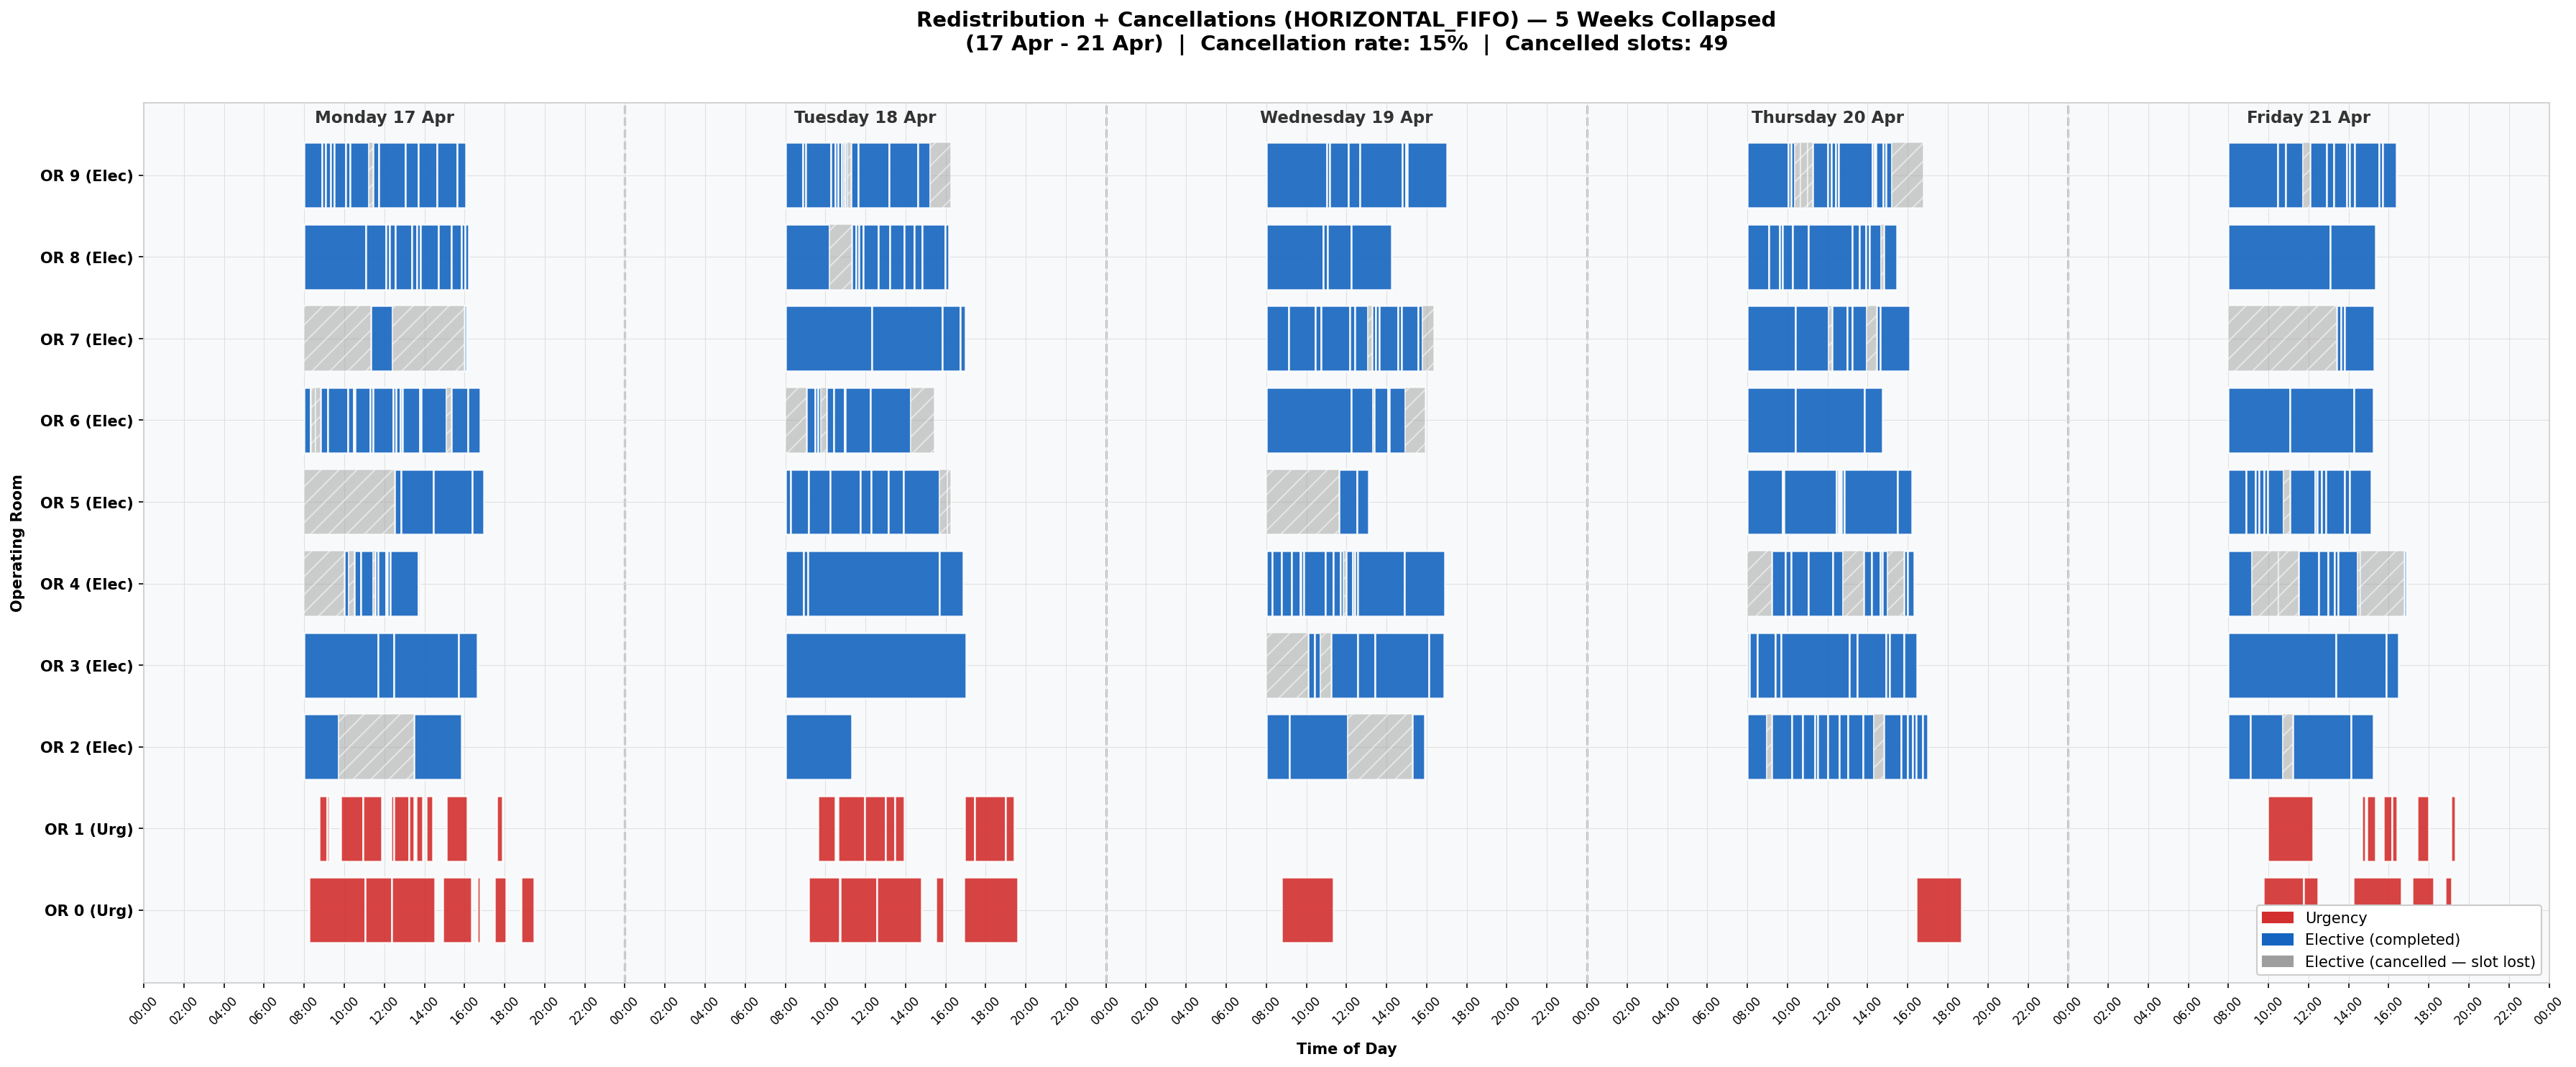 Redistribution + Cancellations (HORIZONTAL_FIFO) — 5 Weeks Collapsed
(17 Apr - 21 Apr)  |  Cancellation rate: 15%  |  Cancelled slots: 49
Monday 17 Apr
Tuesday 18 Apr
Wednesday 19 Apr
Thursday 20 Apr
Friday 21 Apr
Operating Room
OR 9 (Elec)
OR 8 (Elec)
OR 7 (Elec)
OR 6 (Elec)
OR 5 (Elec)
OR 4 (Elec)
OR 3 (Elec)
OR 2 (Elec)
OR 1 (Urg)
OR 0 (Urg)
Urgency
Elective (completed)
Elective (cancelled — slot lost)
00:00 02:00 04:00 06:00 08:00 10:00 12:00 14:00 16:00 18:00 20:00 22:00 00:00 02:00 04:00 06:00 08:00 10:00 12:00 14:00 16:00 18:00 20:00 22:00 00:00 02:00 04:00 06:00 08:00 10:00 12:00 14:00 16:00 18:00 20:00 22:00 00:00 02:00 04:00 06:00 08:00 10:00 12:00 14:00 16:00 18:00 20:00 22:00 00:00 02:00 04:00 06:00 08:00 10:00 12:00 14:00 16:00 18:00 20:00 22:00 00:00
Time of Day